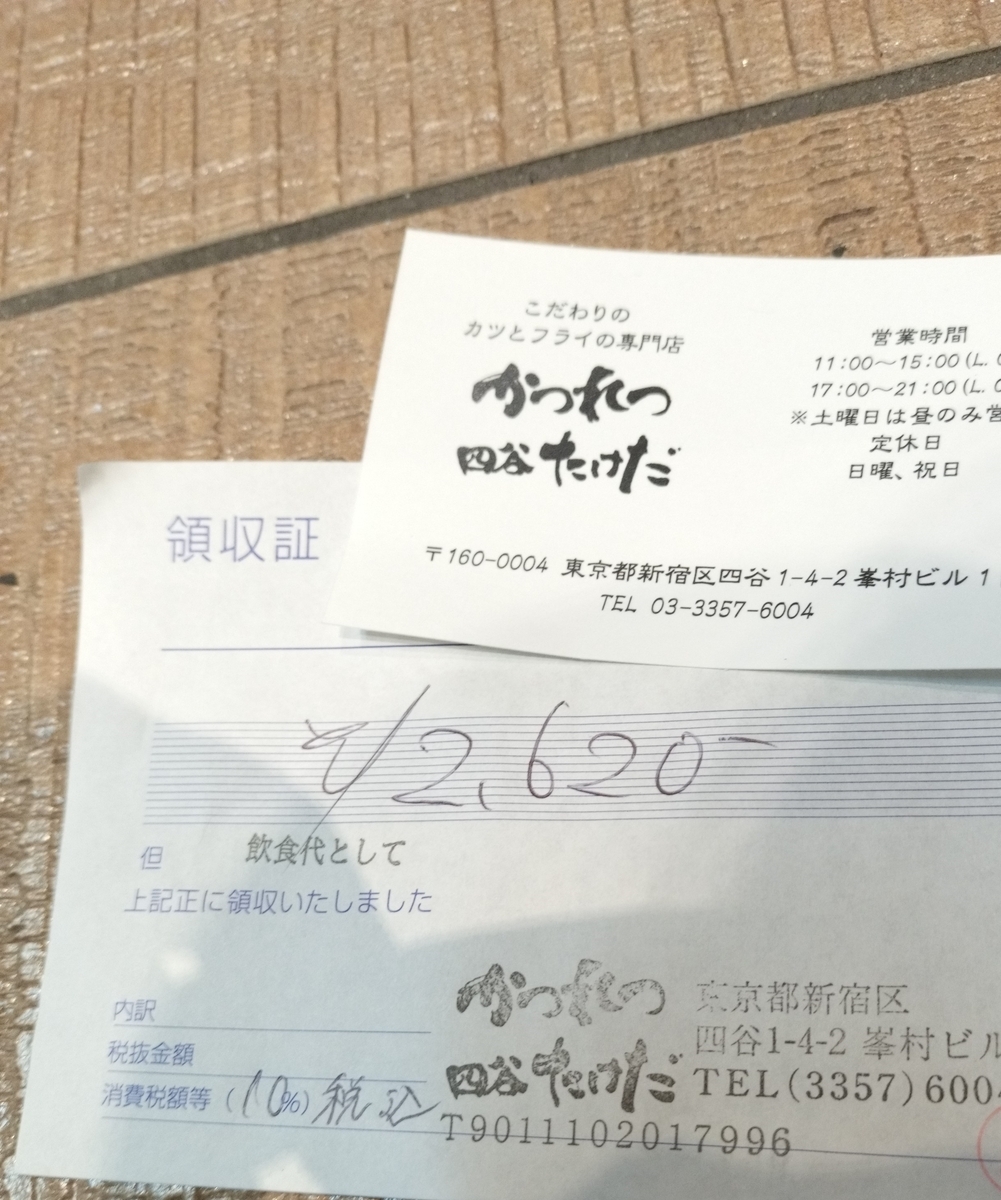 こだわりの
カツとフライの専門店
かつれつ
四谷たけだ
営業時間
11:00～15:00 (L.
17:00～21:00 (L.
※土曜日は昼のみ営
定休日
日曜、祝日
〒160-0004 東京都新宿区四谷1-4-2 峯村ビル 1
TEL 03-3357-6004
領収証
¥2,620-
但 飲食代として
上記正に領収いたしました
内訳
税抜金額
消費税額等 (10%) 税込
かつれつ
四谷たけだ
東京都新宿区
四谷1-4-2 峯村ビル
TEL(3357)6004
T9011102017996